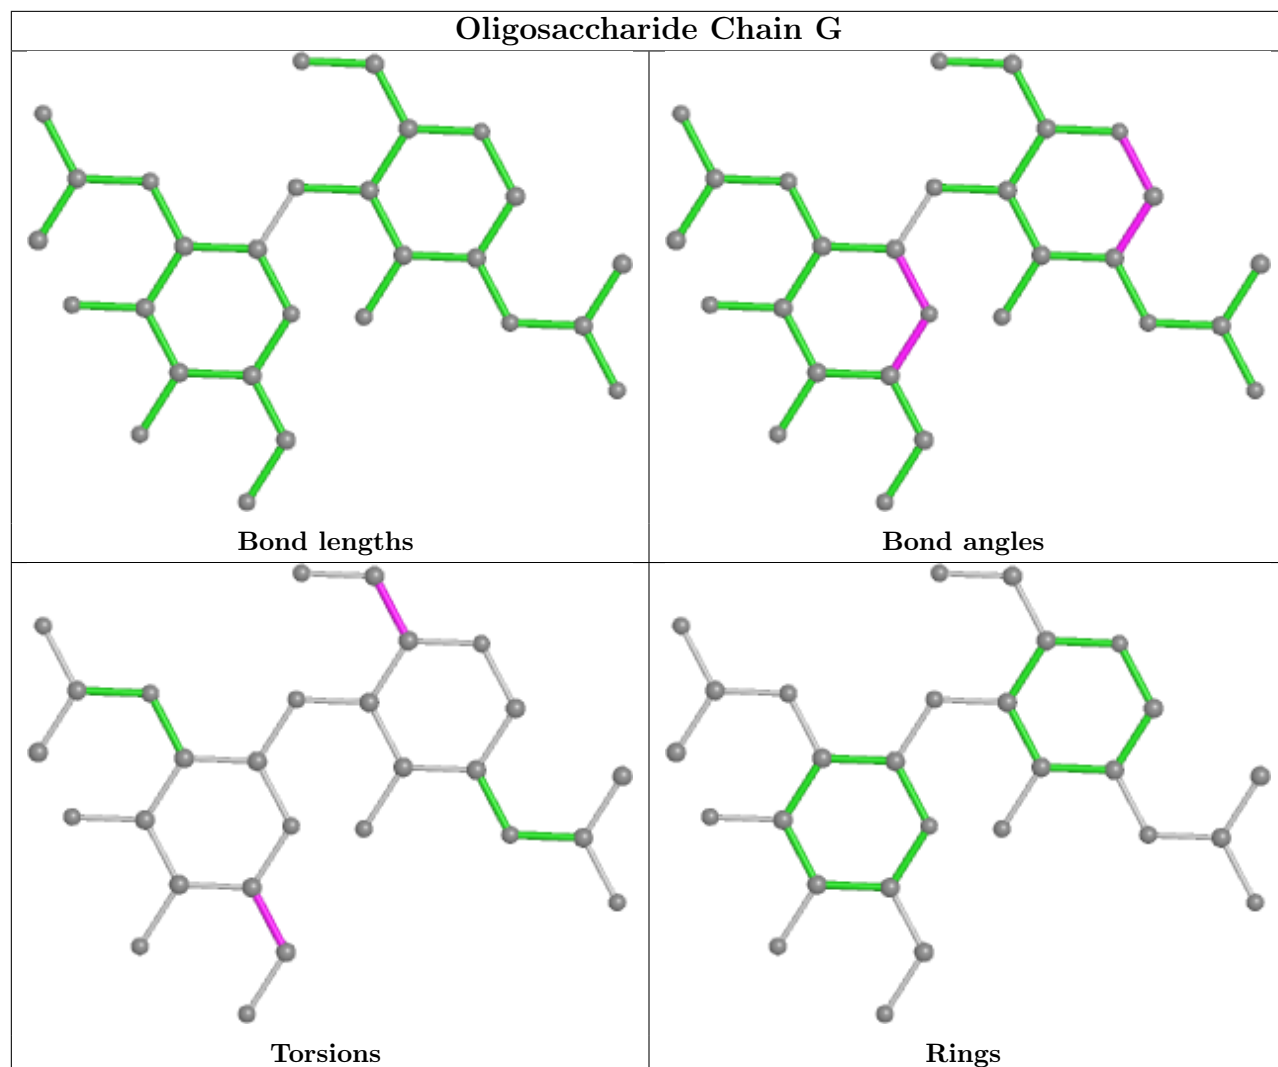 Oligosaccharide Chain G
Bond lengths
Bond angles
Torsions
Rings